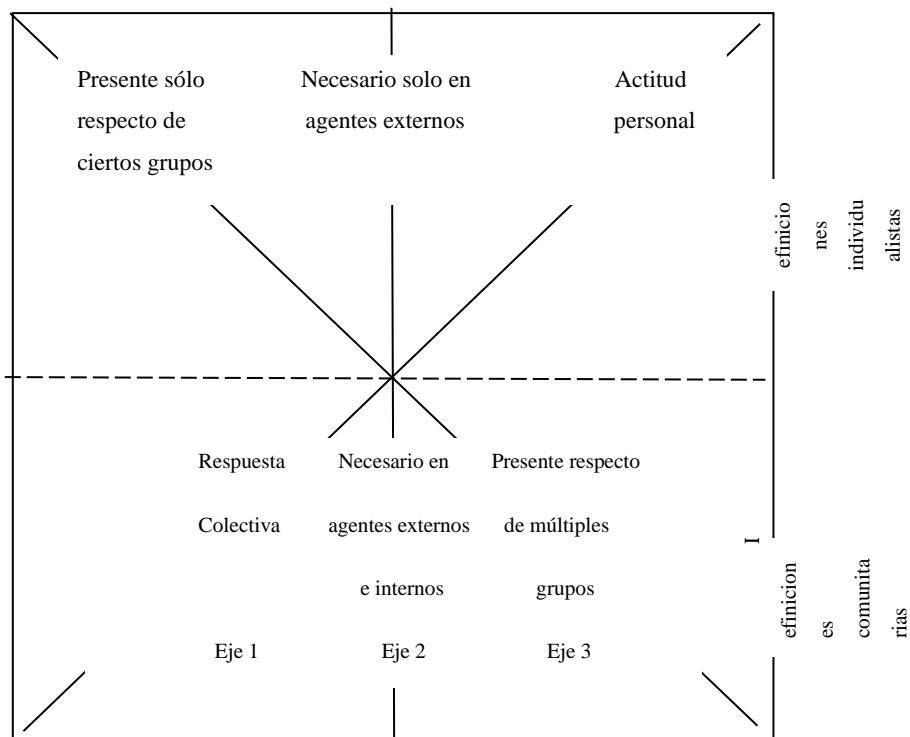 Presente sólo
respecto de
ciertos grupos
Necesario solo en
agentes externos
Actitud
personal
efinicio
nes
individu
alistas
Respuesta
Colectiva
Eje 1
Necesario en
agentes externos
e internos
Eje 2
Presente respecto
de múltiples
grupos
Eje 3
I
efinicion
es
comunita
rias